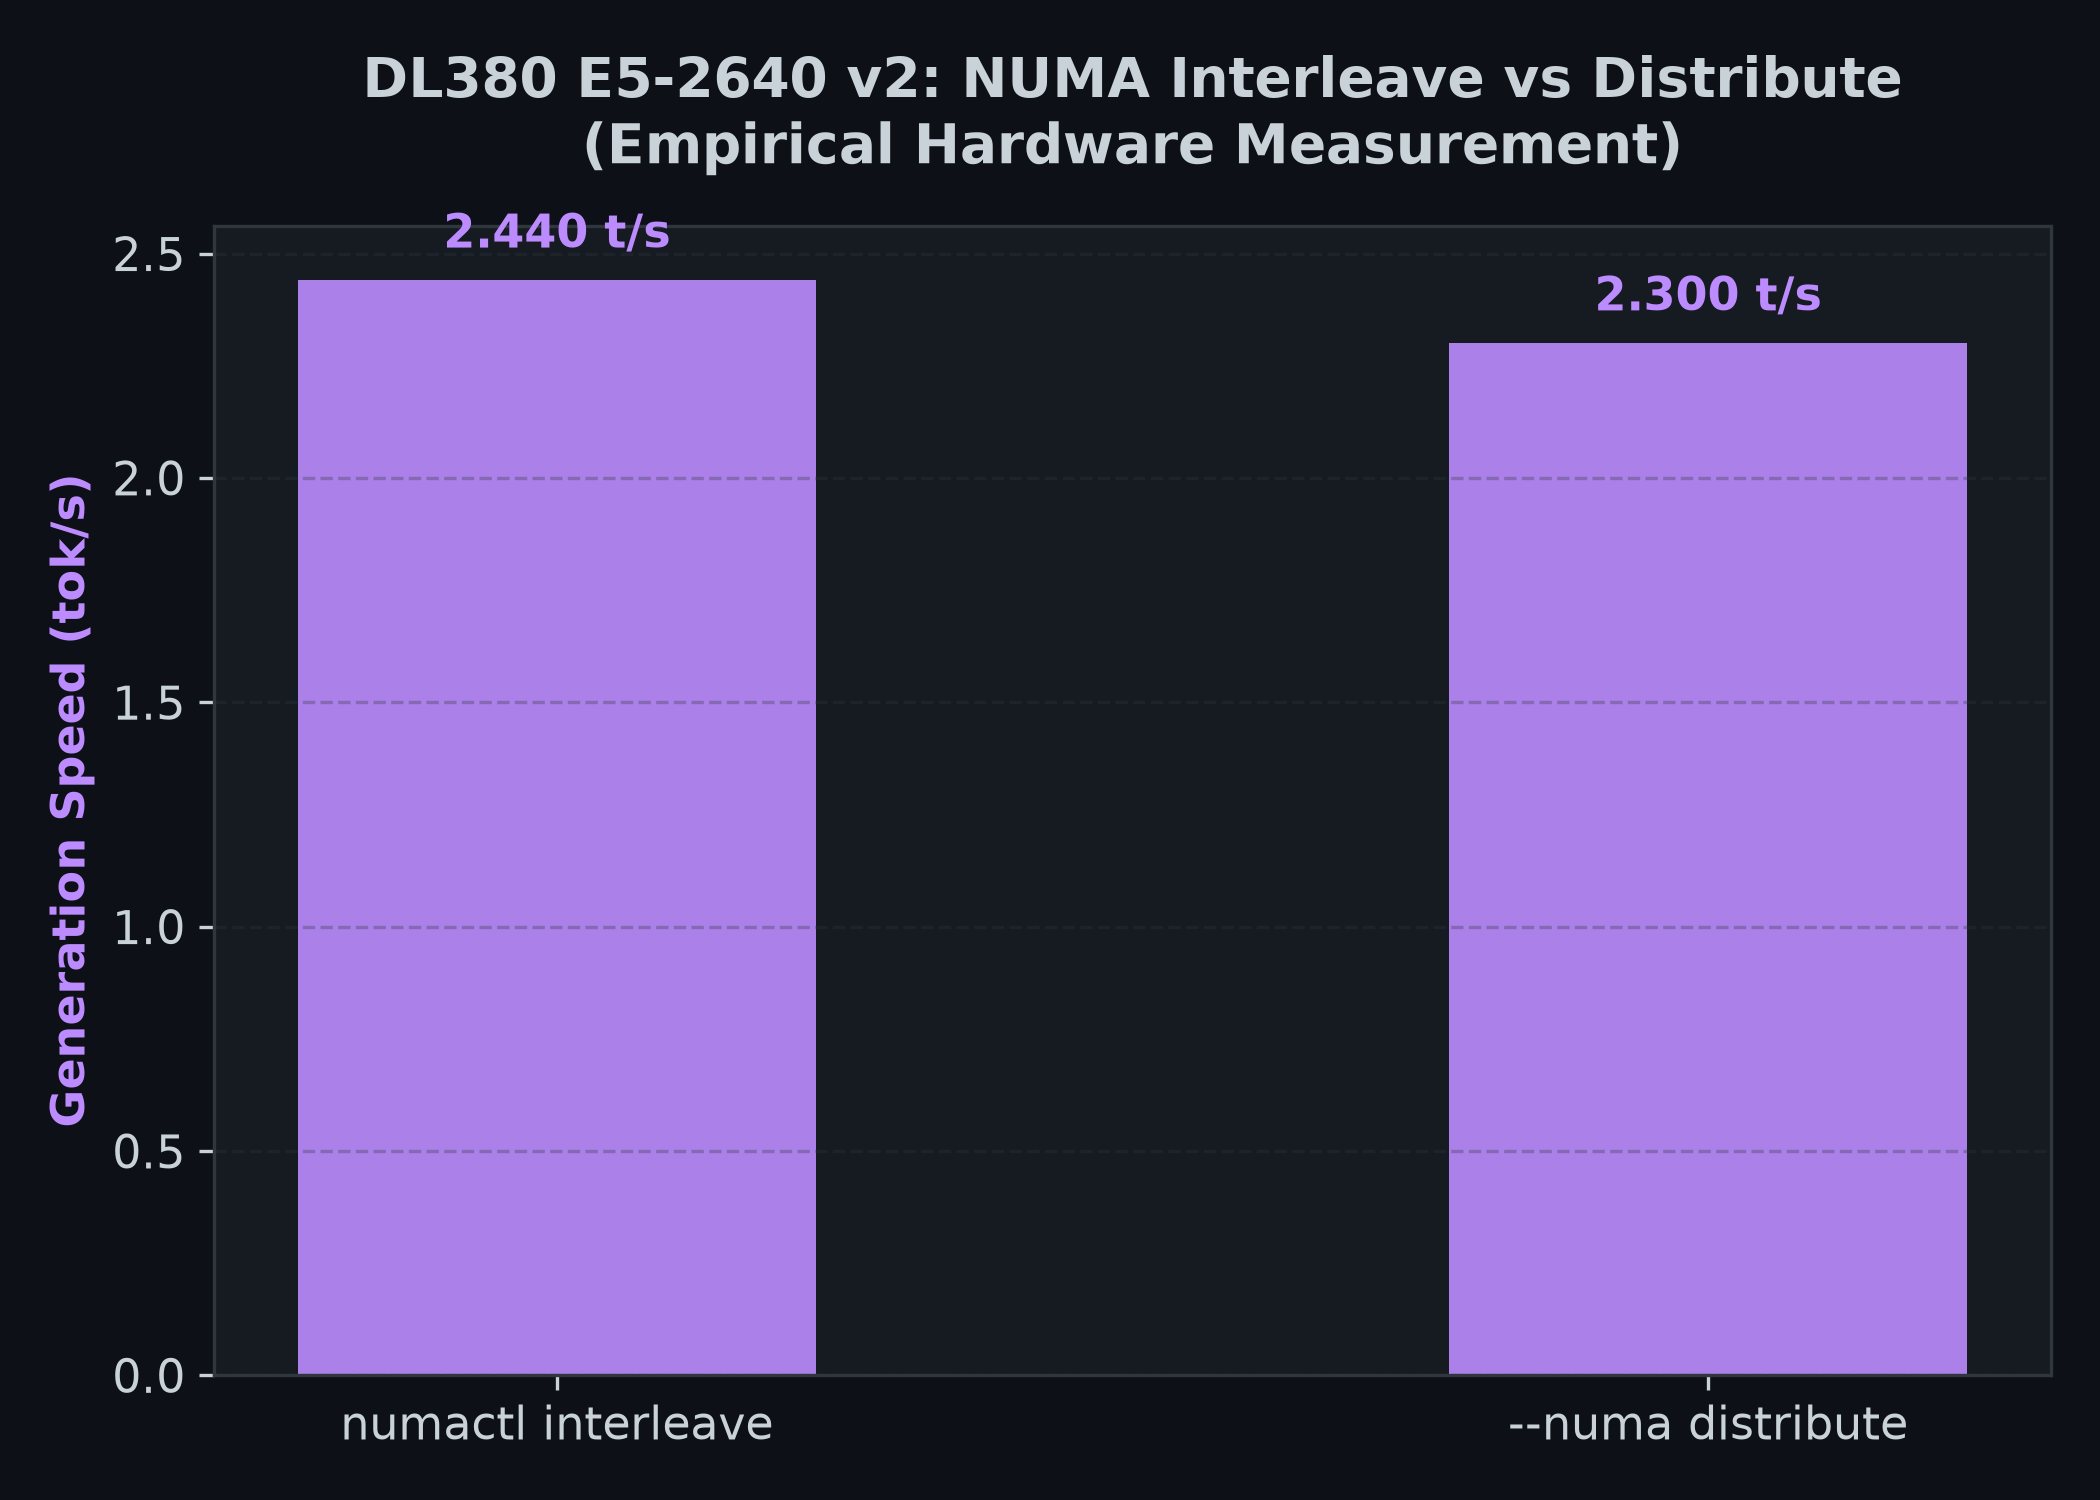 DL380 E5-2640 v2: NUMA Interleave vs Distribute
(Empirical Hardware Measurement)
2.440 t/s
2.300 t/s
Generation Speed (tok/s)
2.5
2.0
1.5
1.0
0.5
0.0
numactl interleave
--numa distribute